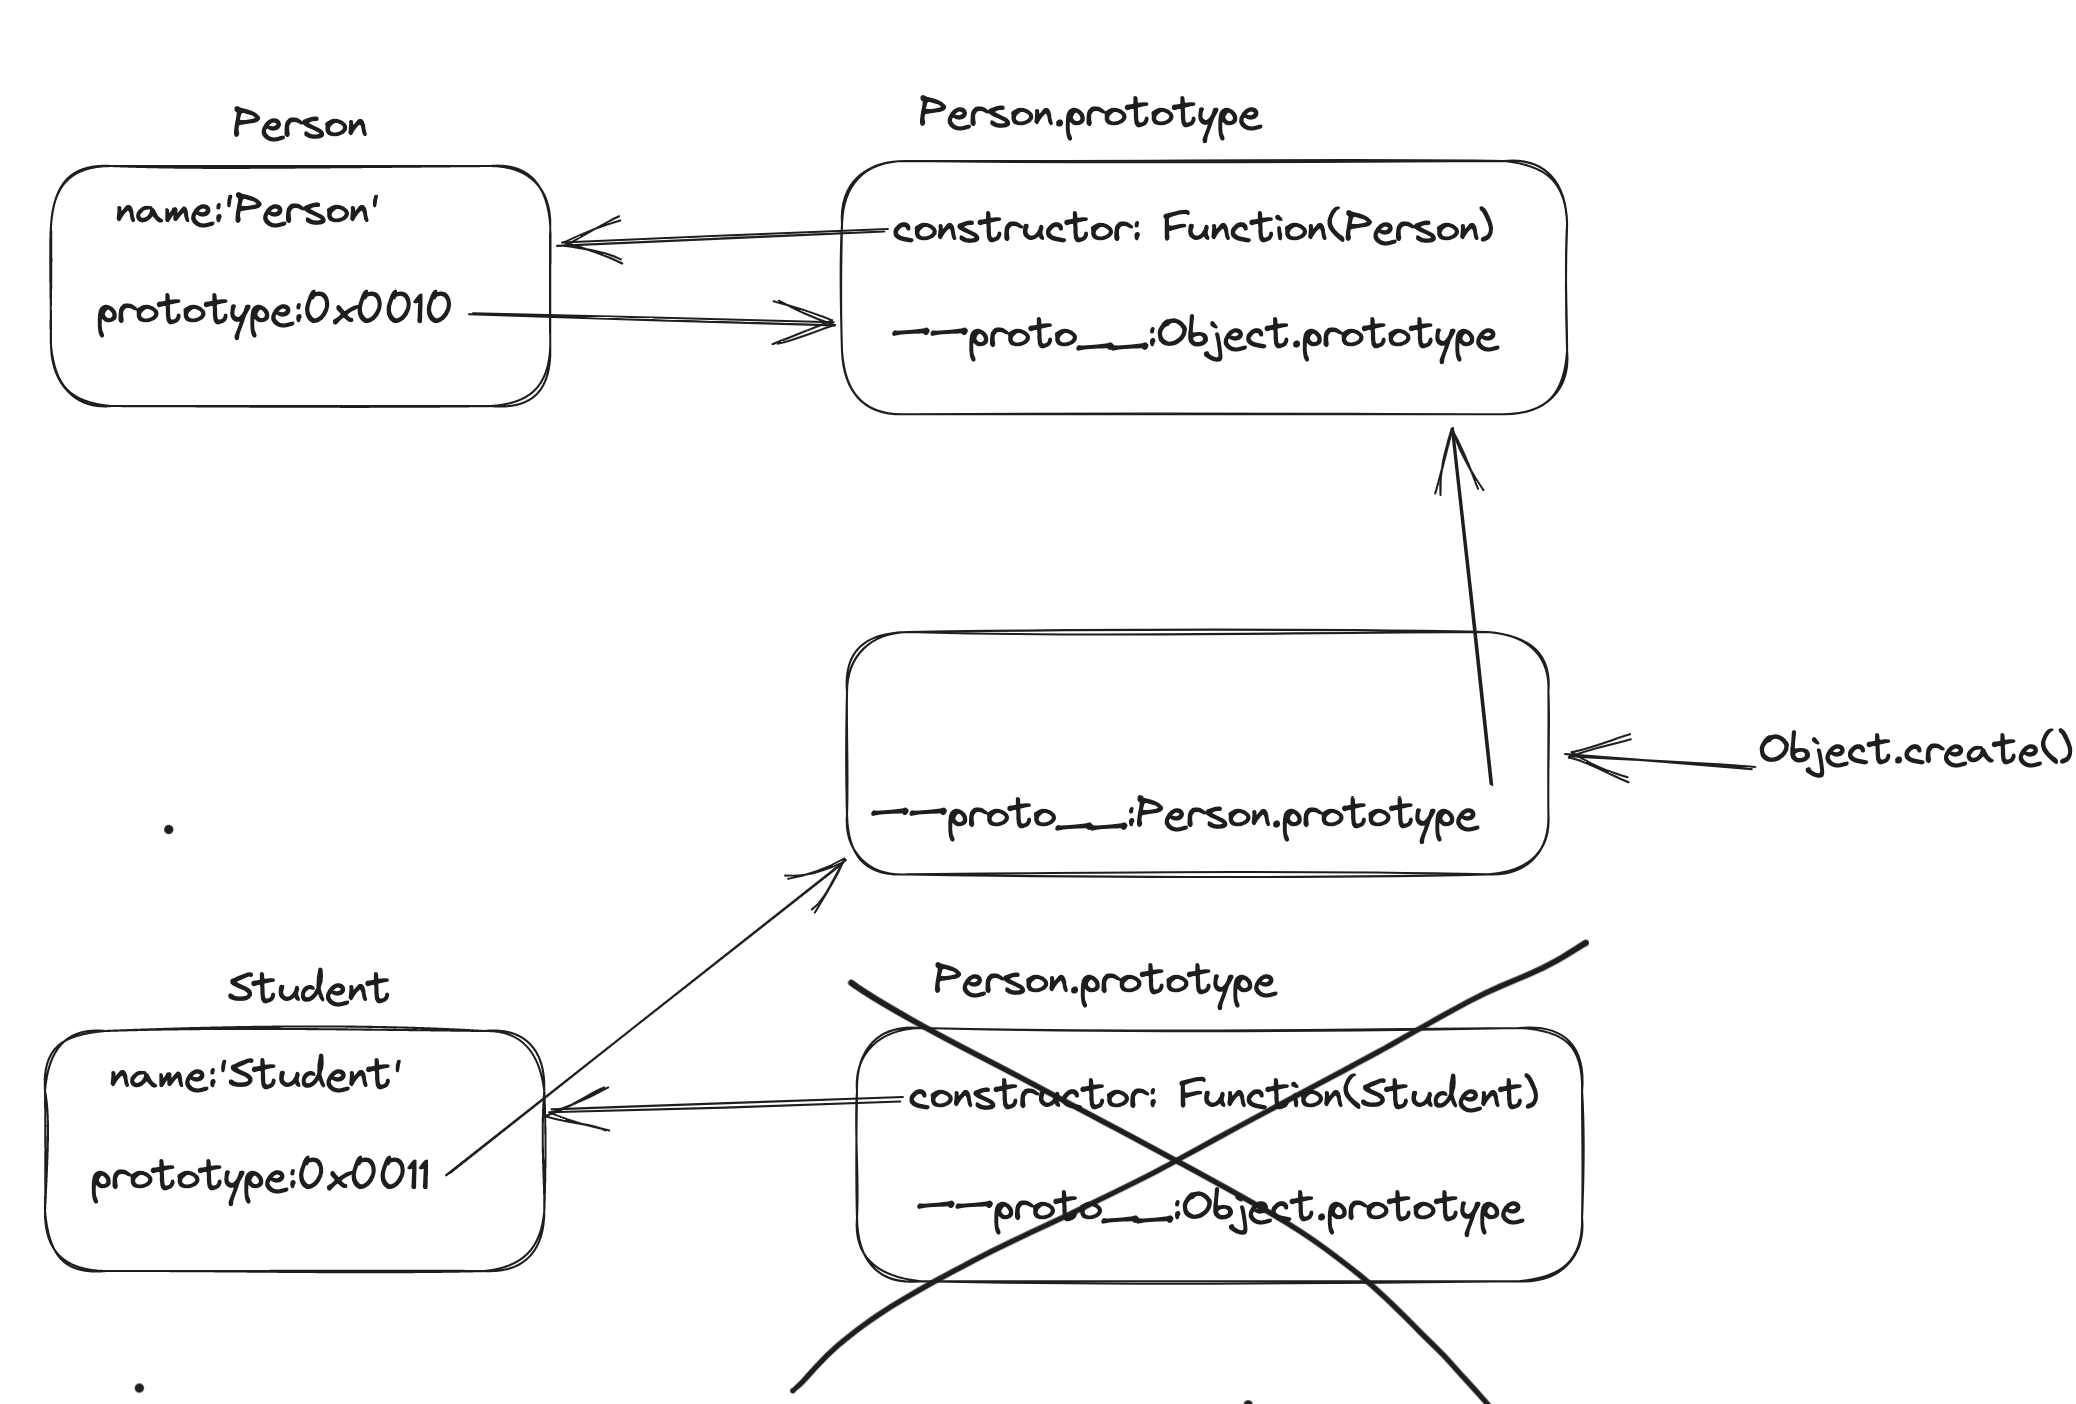 Person
name:'Person'
prototype:0x0010
Person.prototype
constructor: Function(Person)
__proto__:Object.prototype
__proto__:Person.prototype
Object.create()
Student
name:'Student'
prototype:0x0011
Person.prototype
constructor: Function(Student)
__proto__:Object.prototype